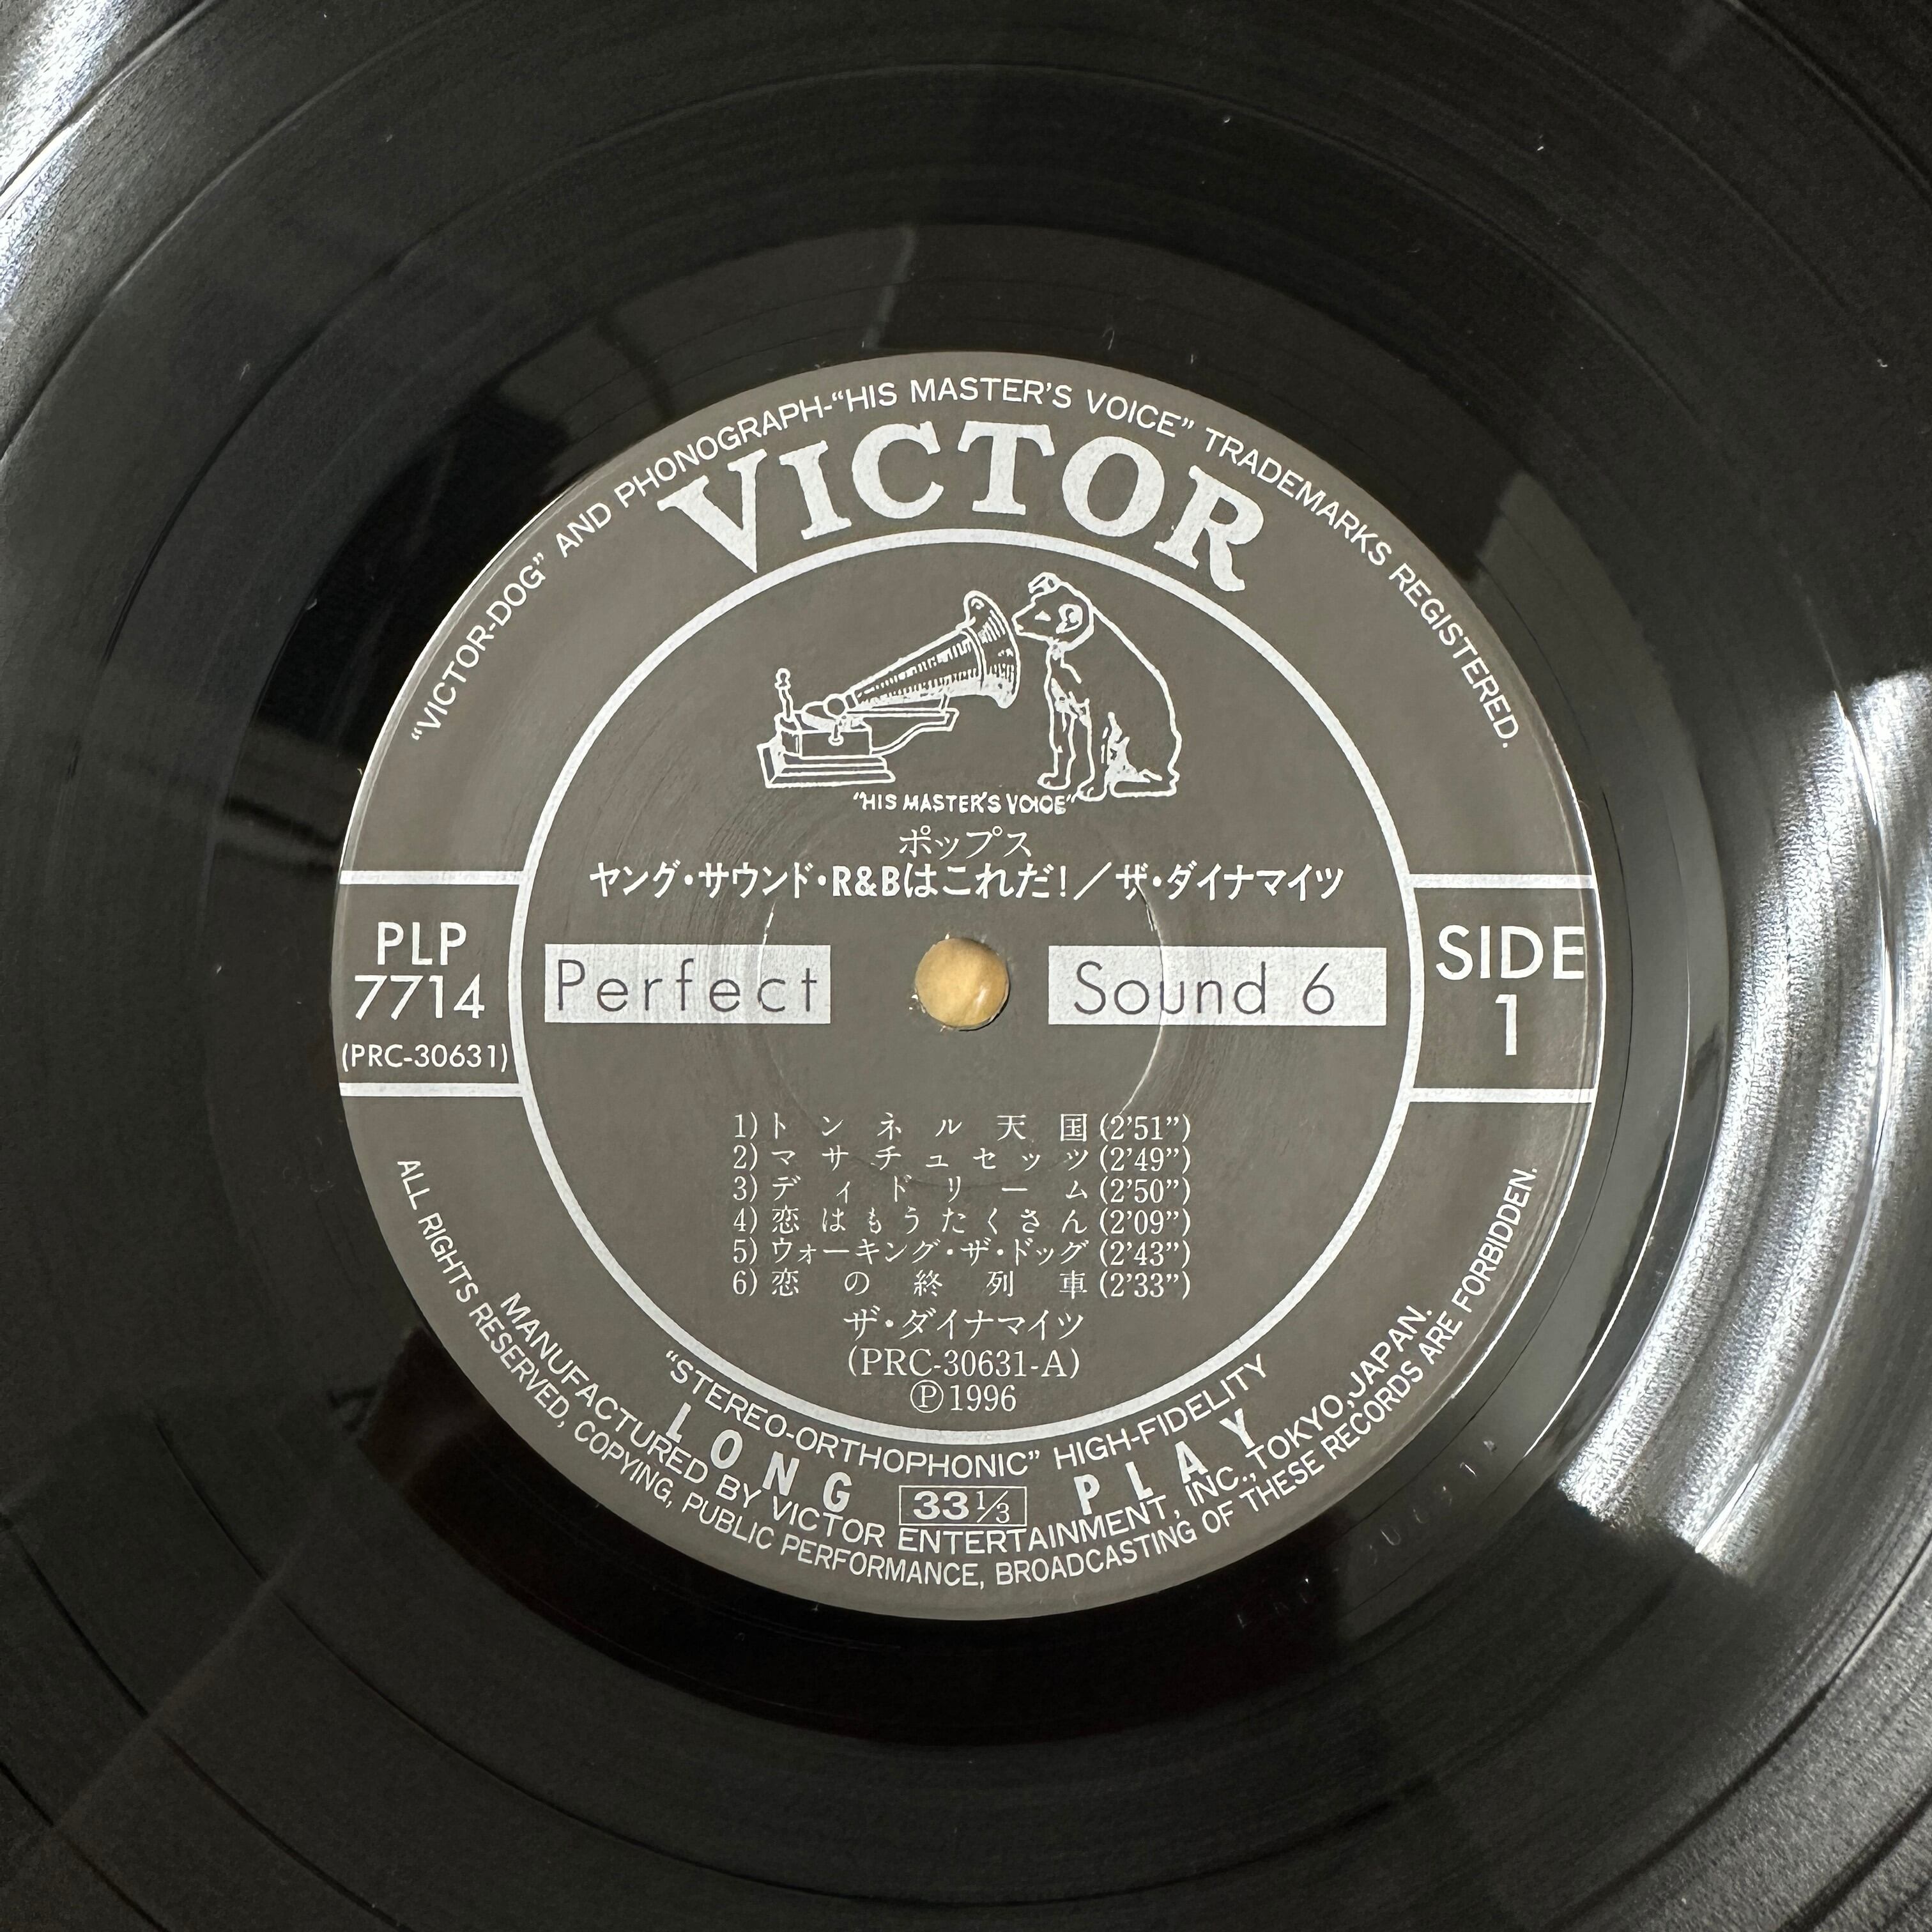 “VICTOR-DOG” AND PHONOGRAPH-“HIS MASTER'S VOICE” TRADEMARKS REGISTERED.
VICTOR
“HIS MASTER'S VOICE”
ポップス
ヤング・サウンド・R&Bはこれだ！／ザ・ダイナマイツ
PLP
7714
(PRC-30631)
Perfect Sound 6
SIDE
1
1) トンネル天国 (2’51”)
2) マサチュセッツ (2’49”)
3) ディドリーム (2’50”)
4) 恋はもうたくさん (2’09”)
5) ウォーキング・ザ・ドッグ (2’43”)
6) 恋の終列車 (2’33”)
ザ・ダイナマイツ
(PRC-30631-A)
Ⓟ1996
“STEREO-ORTHOPHONIC” HIGH-FIDELITY
LONG 33 1/3 PLAY
MANUFACTURED BY VICTOR ENTERTAINMENT, INC., TOKYO, JAPAN.
ALL RIGHTS RESERVED, COPYING, PUBLIC PERFORMANCE, BROADCASTING OF THESE RECORDS ARE FORBIDDEN.